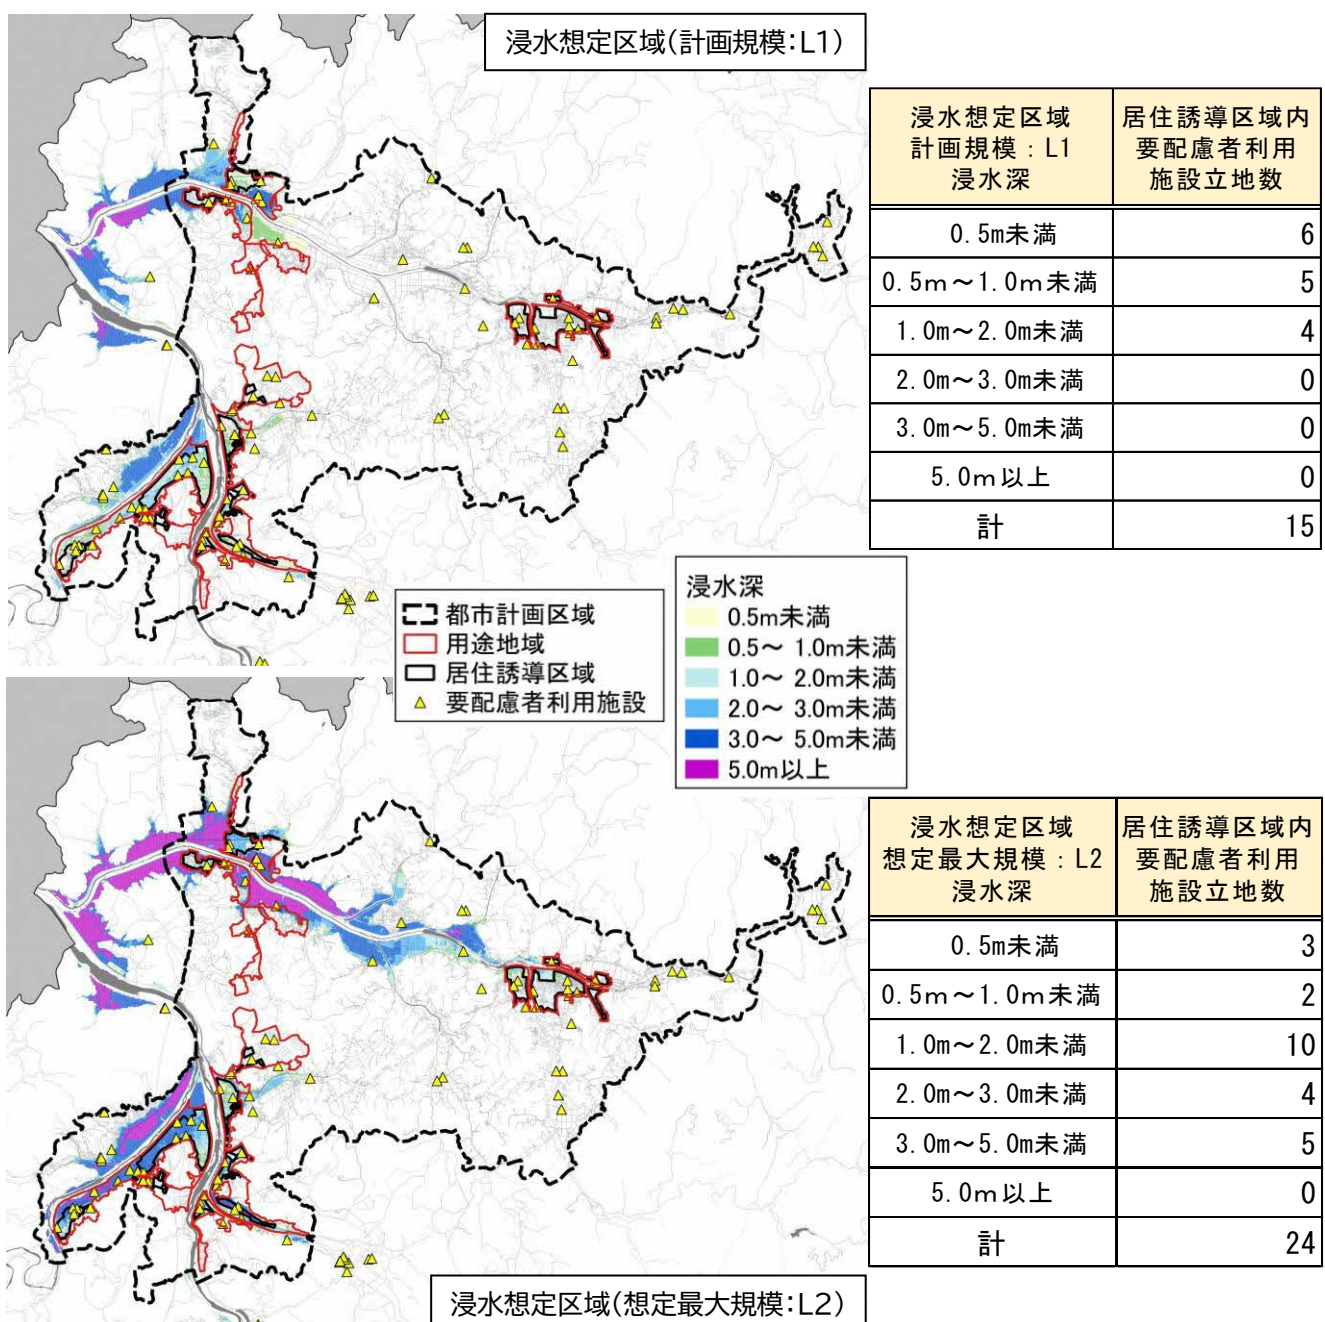 浸水想定区域(計画規模:L1)
浸水想定区域
計画規模：L1
浸水深
居住誘導区域内
要配慮者利用
施設立地数
0.5m未満 6
0.5m～1.0m未満 5
1.0m～2.0m未満 4
2.0m～3.0m未満 0
3.0m～5.0m未満 0
5.0m以上 0
計 15
都市計画区域
用途地域
居住誘導区域
要配慮者利用施設
浸水深
0.5m未満
0.5～ 1.0m未満
1.0～ 2.0m未満
2.0～ 3.0m未満
3.0～ 5.0m未満
5.0m以上
浸水想定区域
想定最大規模：L2
浸水深
居住誘導区域内
要配慮者利用
施設立地数
0.5m未満 3
0.5m～1.0m未満 2
1.0m～2.0m未満 10
2.0m～3.0m未満 4
3.0m～5.0m未満 5
5.0m以上 0
計 24
浸水想定区域(想定最大規模:L2)